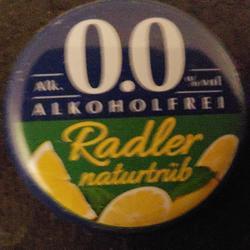 Alk. 0.0 % vol
ALKOHOLFREI
Radler
naturtrüb